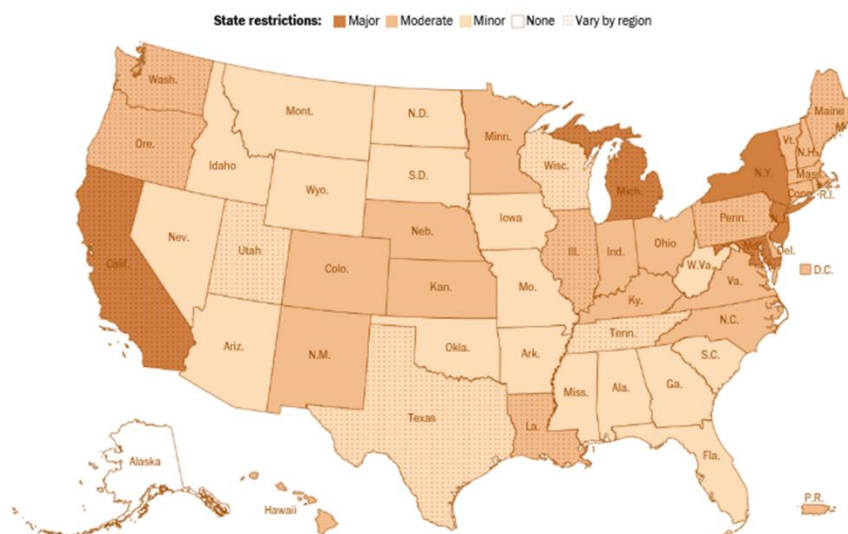 State restrictions: Major Moderate Minor None Vary by region
Wash.
Ore.
Calif.
Idaho
Nev.
Mont.
Wyo.
Utah
Ariz.
Colo.
N.M.
N.D.
S.D.
Neb.
Kan.
Okla.
Texas
Minn.
Iowa
Mo.
Ark.
La.
Wisc.
Ill.
Mich.
Ind.
Ohio
Ky.
Tenn.
Miss.
Ala.
Ga.
Fla.
S.C.
N.C.
Va.
W.Va.
Penn.
N.Y.
Vt.
N.H.
Maine
Mass.
Conn.
R.I.
Del.
D.C.
Alaska
Hawaii
P.R.